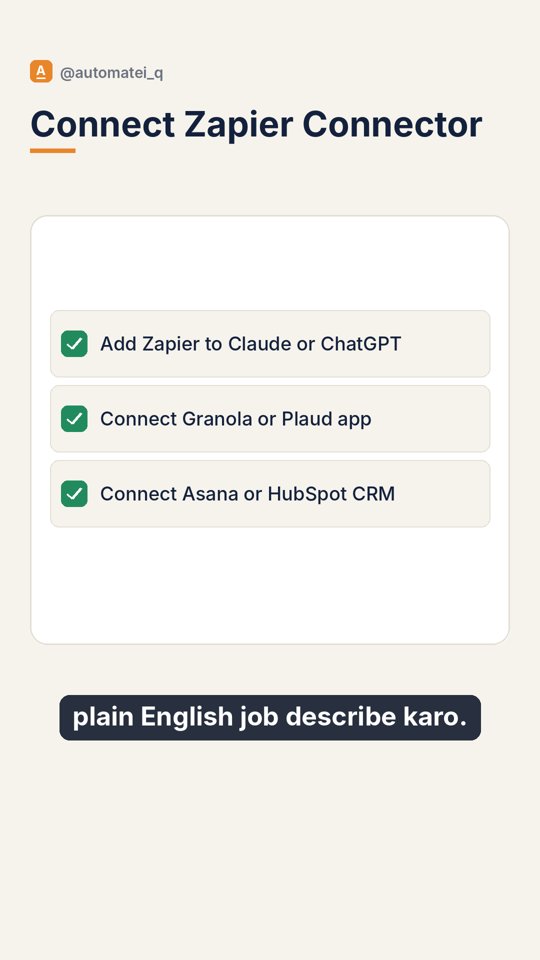 A
@automatei_q
Connect Zapier Connector
Add Zapier to Claude or ChatGPT
Connect Granola or Plaud app
Connect Asana or HubSpot CRM
plain English job describe karo.